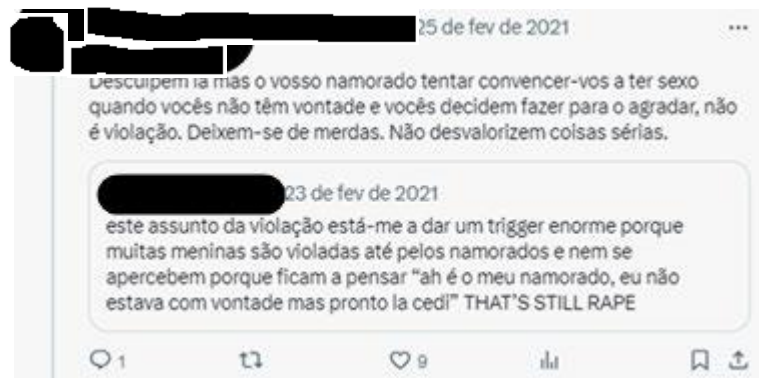 25 de fev de 2021
Desculpem lá mas o vosso namorado tentar convencer-vos a ter sexo
quando vocês não têm vontade e vocês decidem fazer para o agradar, não
é violação. Deixem-se de merdas. Não desvalorizem coisas sérias.
23 de fev de 2021
este assunto da violação está-me a dar um trigger enorme porque
muitas meninas são violadas até pelos namorados e nem se
apercebem porque ficam a pensar “ah é o meu namorado, eu não
estava com vontade mas pronto la cedi” THAT'S STILL RAPE
1 9